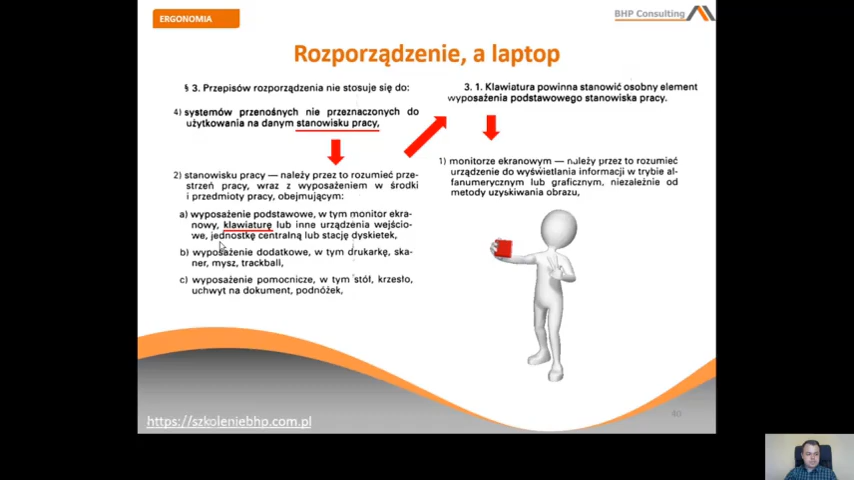 ERGONOMIA
BHP Consulting
Rozporządzenie, a laptop
§ 3. Przepisów rozporządzenia nie stosuje się do:
4) systemów przenośnych nie przeznaczonych do
użytkowania na danym stanowisku pracy,
2) stanowisku pracy — należy przez to rozumieć prze-
strzeń pracy, wraz z wyposażeniem w środki
i przedmioty pracy, obejmującym:
a) wyposażenie podstawowe, w tym monitor ekra-
nowy, klawiaturę lub inne urządzenia wejścio-
we, jednostkę centralną lub stację dyskietek,
b) wyposażenie dodatkowe, w tym drukarkę, ska-
ner, mysz, trackball,
c) wyposażenie pomocnicze, w tym stół, krzesło,
uchwyt na dokument, podnóżek,
3. 1. Klawiatura powinna stanowić osobny element
wyposażenia podstawowego stanowiska pracy.
1) monitorze ekranowym — należy przez to rozumieć
urządzenie do wyświetlania informacji w trybie al-
fanumerycznym lub graficznym, niezależnie od
metody uzyskiwania obrazu,
https://szkoleniebhp.com.pl
40